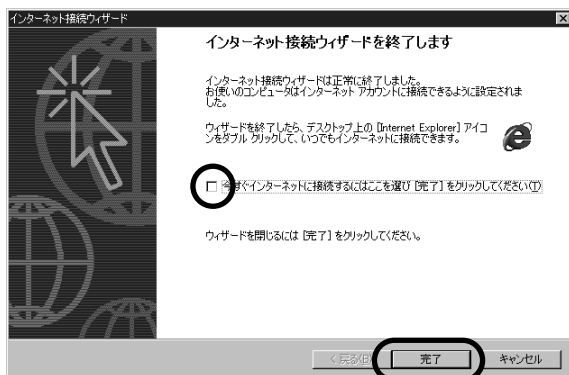 インターネット接続ウィザード
インターネット接続ウィザードを終了します
インターネット接続ウィザードは正常に終了しました。
お使いのコンピュータはインターネット アカウントに接続できるように設定されま
した。
ウィザードを終了したら、デスクトップ上の [Internet Explorer] アイコ
ンをダブル クリックして、いつでもインターネットに接続できます。
今すぐインターネットに接続するにはここを選び [完了] をクリックしてください(T)
ウィザードを閉じるには [完了] をクリックしてください。
< 戻る(B)
完了
キャンセル